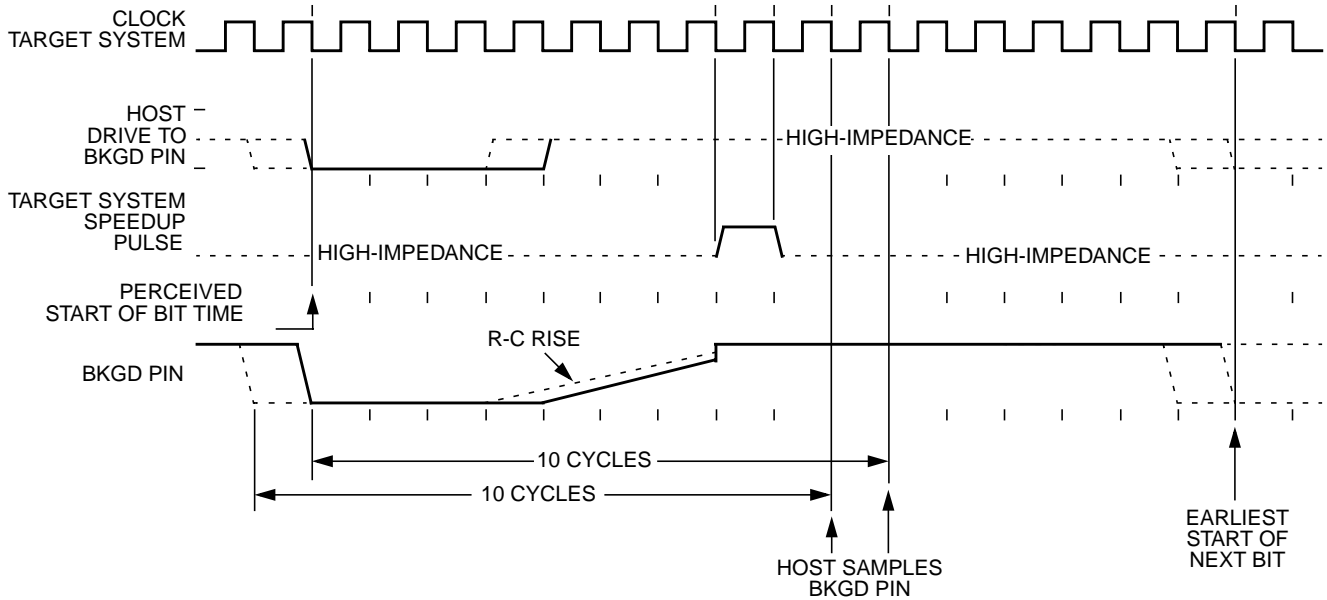 CLOCK
TARGET SYSTEM
HOST
DRIVE TO
BKGD PIN
HIGH-IMPEDANCE
TARGET SYSTEM
SPEEDUP
PULSE
HIGH-IMPEDANCE
HIGH-IMPEDANCE
PERCEIVED
START OF BIT TIME
R-C RISE
BKGD PIN
10 CYCLES
10 CYCLES
EARLIEST
START OF
NEXT BIT
HOST SAMPLES
BKGD PIN